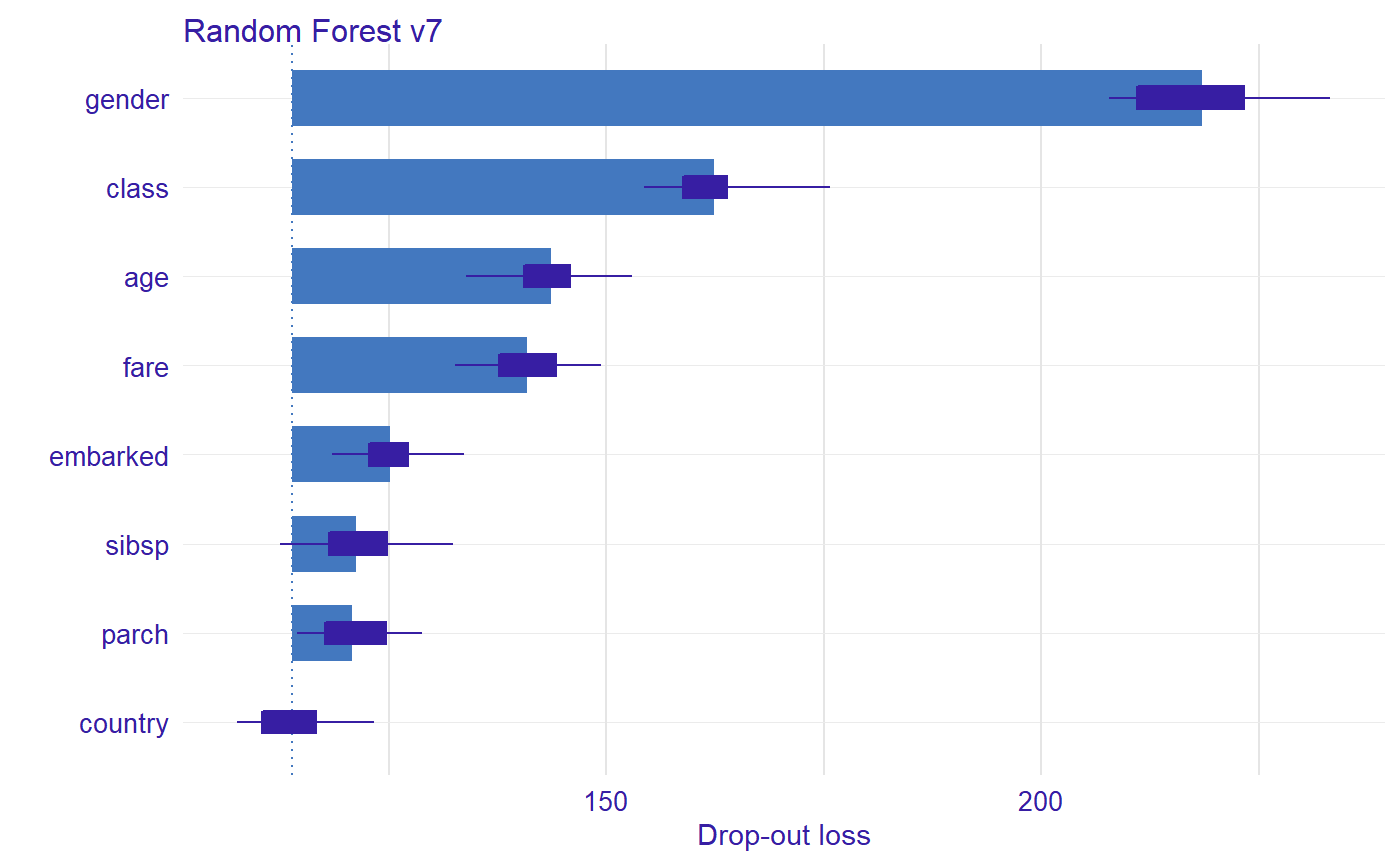 Random Forest v7
gender
class
age
fare
embarked
sibsp
parch
country
150 200
Drop-out loss